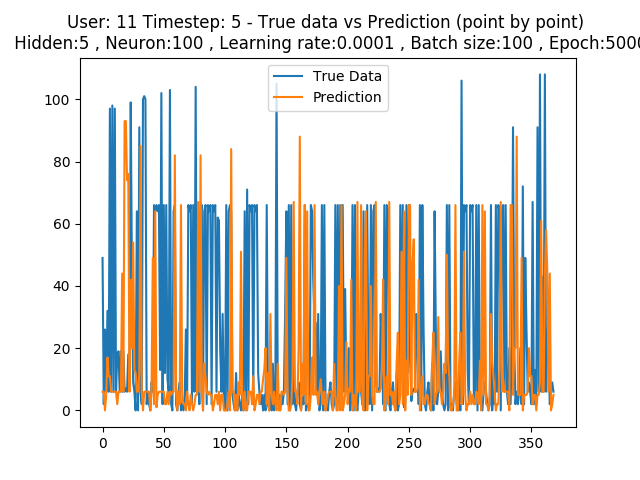 User: 11 Timestep: 5 - True data vs Prediction (point by point)
Hidden:5 , Neuron:100 , Learning rate:0.0001 , Batch size:100 , Epoch:5000
True Data
Prediction
100
80
60
40
20
0
0 50 100 150 200 250 300 350